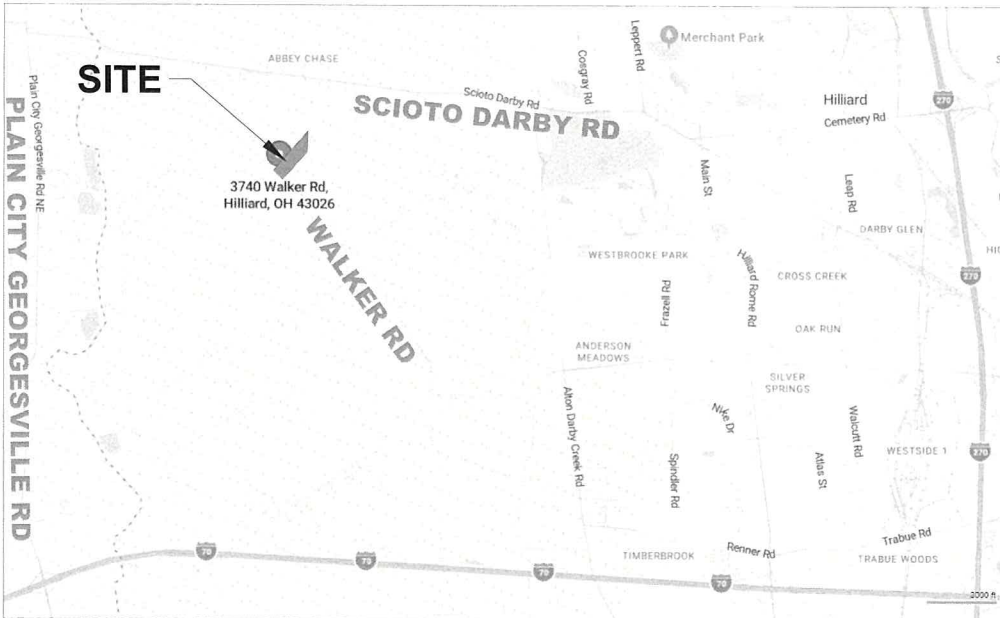 Leppert Rd
Merchant Park
ABBEY CHASE
Cosgray Rd
SITE
Plain City Georgesville Rd NE
Scioto Darby Rd
SCIOTO DARBY RD
Hilliard
270
Cemetery Rd
PLAIN CITY GEORGESVILLE RD
3740 Walker Rd,
Hilliard, OH 43026
Main St
Leap Rd
WALKER RD
DARBY GLEN
WESTBROOKE PARK
HIG
Hilliard Rome Rd
CROSS CREEK
270
Frazell Rd
OAK RUN
ANDERSON
MEADOWS
SILVER
SPRINGS
Alton Darby Creek Rd
Nike Dr
Walcutt Rd
WESTSIDE 1
270
Spindler Rd
Atlas St
Trabue Rd
70
70
70
TIMBERBROOK
Renner Rd
TRABUE WOODS
70
2000 ft